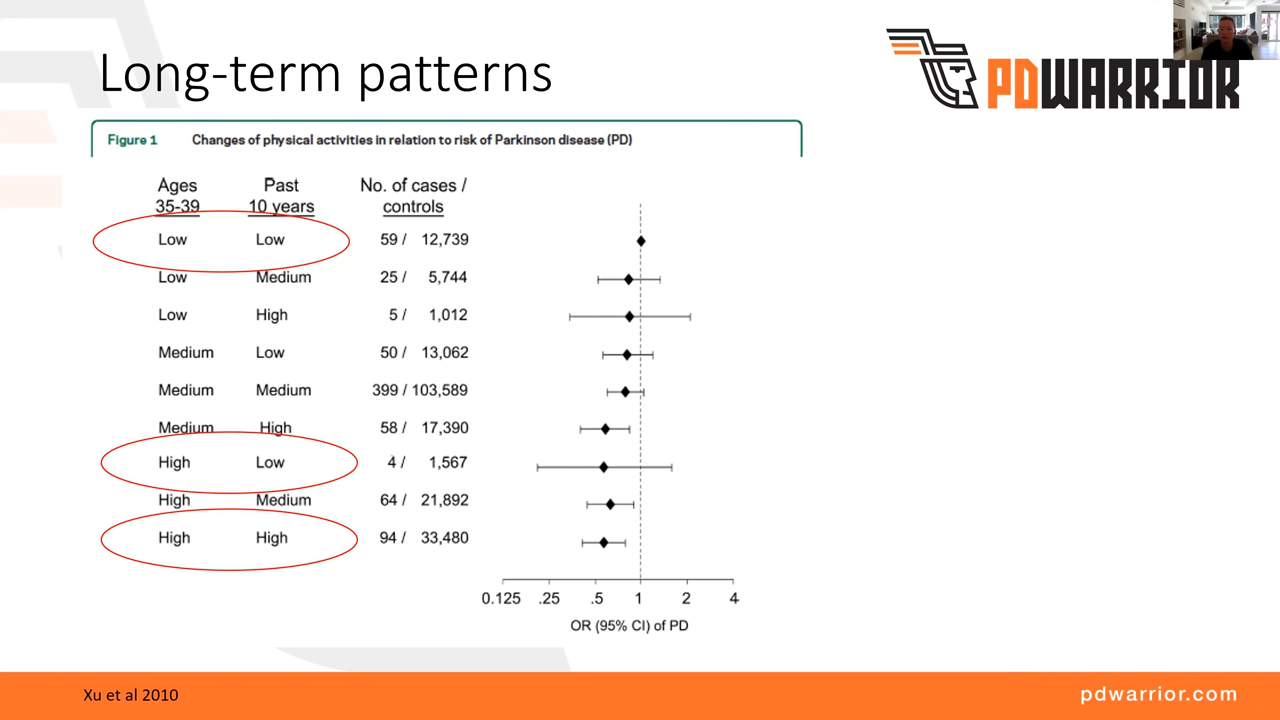 Long-term patterns
PDWARRIOR
Figure 1 Changes of physical activities in relation to risk of Parkinson disease (PD)
Ages Past No. of cases /
35-39 10 years controls
Low Low 59 / 12,739
Low Medium 25 / 5,744
Low High 5 / 1,012
Medium Low 50 / 13,062
Medium Medium 399 / 103,589
Medium High 58 / 17,390
High Low 4 / 1,567
High Medium 64 / 21,892
High High 94 / 33,480
0.125 .25 .5 1 2 4
OR (95% CI) of PD
Xu et al 2010
pdwarrior.com